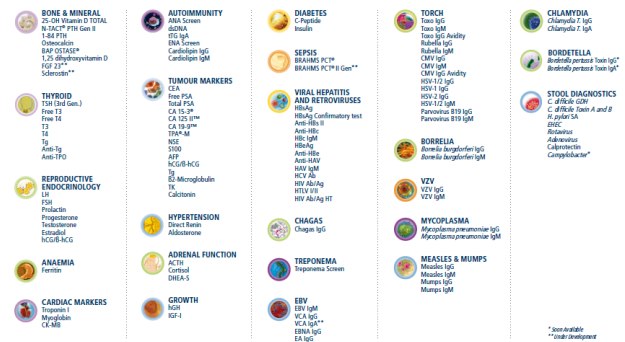 BONE & MINERAL
25-OH Vitamin D TOTAL
N-TACT® PTH Gen II
1-84 PTH
Osteocalcin
BAP OSTASE®
1,25 dihydroxyvitamin D
FGF 23**
Sclerostin**
THYROID
TSH (3rd Gen.)
Free T3
Free T4
T3
T4
Tg
Anti-Tg
Anti-TPO
REPRODUCTIVE
ENDOCRINOLOGY
LH
FSH
Prolactin
Progesterone
Testosterone
Estradiol
hCG/ß-hCG
ANAEMIA
Ferritin
CARDIAC MARKERS
Troponin I
Myoglobin
CK-MB
AUTOIMMUNITY
ANA Screen
dsDNA
tTG IgA
ENA Screen
Cardiolipin IgG
Cardiolipin IgM
TUMOUR MARKERS
CEA
Free PSA
Total PSA
CA 15-3®
CA 125 II™
CA 19-9™
TPA®-M
NSE
S100
AFP
hCG/ß-hCG
Tg
B2-Microglobulin
TK
Calcitonin
HYPERTENSION
Direct Renin
Aldosterone
ADRENAL FUNCTION
ACTH
Cortisol
DHEA-S
GROWTH
hGH
IGF-I
DIABETES
C-Peptide
Insulin
SEPSIS
BRAHMS PCT®
BRAHMS PCT® II Gen**
VIRAL HEPATITIS
AND RETROVIRUSES
HBsAg
HBsAg Confirmatory test
Anti-HBs II
Anti-HBc
HBc IgM
HBeAg
Anti-HBe
Anti-HAV
HAV IgM
HCV Ab
HIV Ab/Ag
HTLV I/II
HIV Ab/Ag HT
CHAGAS
Chagas IgG
TREPONEMA
Treponema Screen
EBV
EBV IgM
VCA IgG
VCA IgA**
EBNA IgG
EA IgG
TORCH
Toxo IgG
Toxo IgM
Toxo IgG Avidity
Rubella IgG
Rubella IgM
CMV IgG
CMV IgM
CMV IgG Avidity
HSV-1/2 IgG
HSV-1 IgG
HSV-2 IgG
HSV-1/2 IgM
Parvovirus B19 IgG
Parvovirus B19 IgM
BORRELIA
Borrelia burgdorferi IgG
Borrelia burgdorferi IgM
VZV
VZV IgG
VZV IgM
MYCOPLASMA
Mycoplasma pneumoniae IgG
Mycoplasma pneumoniae IgM
MEASLES & MUMPS
Measles IgG
Measles IgM
Mumps IgG
Mumps IgM
CHLAMYDIA
Chlamydia T. IgG
Chlamydia T. IgA
BORDETELLA
Bordetella pertussis Toxin IgG*
Bordetella pertussis Toxin IgA*
STOOL DIAGNOSTICS
C. difficile GDH
C. difficile Toxin A and B
H. pylori SA
EHEC
Rotavirus
Adenovirus
Calprotectin
Campylobacter*
* Soon Available
** Under Development